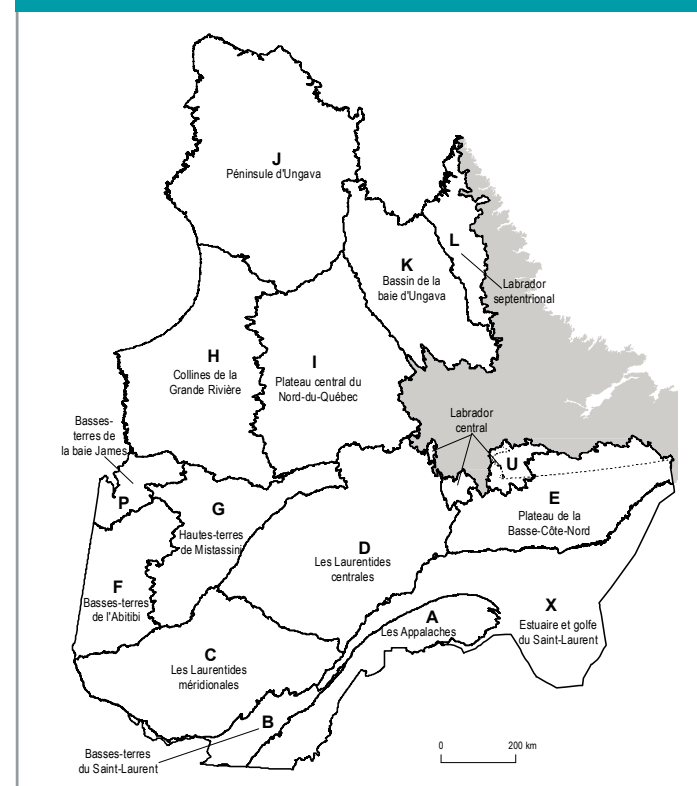 J
Péninsule d'Ungava
L
K
Bassin de la
baie d'Ungava
Labrador
septentrional
H
Collines de la
Grande Rivière
I
Plateau central du
Nord-du-Québec
Basses-
terres de
la baie James
Labrador
central
U
P
G
Hautes-terres
de Mistassini
E
Plateau de la
Basse-Côte-Nord
D
Les Laurentides
centrales
F
Basses-terres
de l'Abitibi
A
Les Appalaches
X
Estuaire et golfe
du Saint-Laurent
C
Les Laurentides
méridionales
B
Basses-terres
du Saint-Laurent
0 200 km